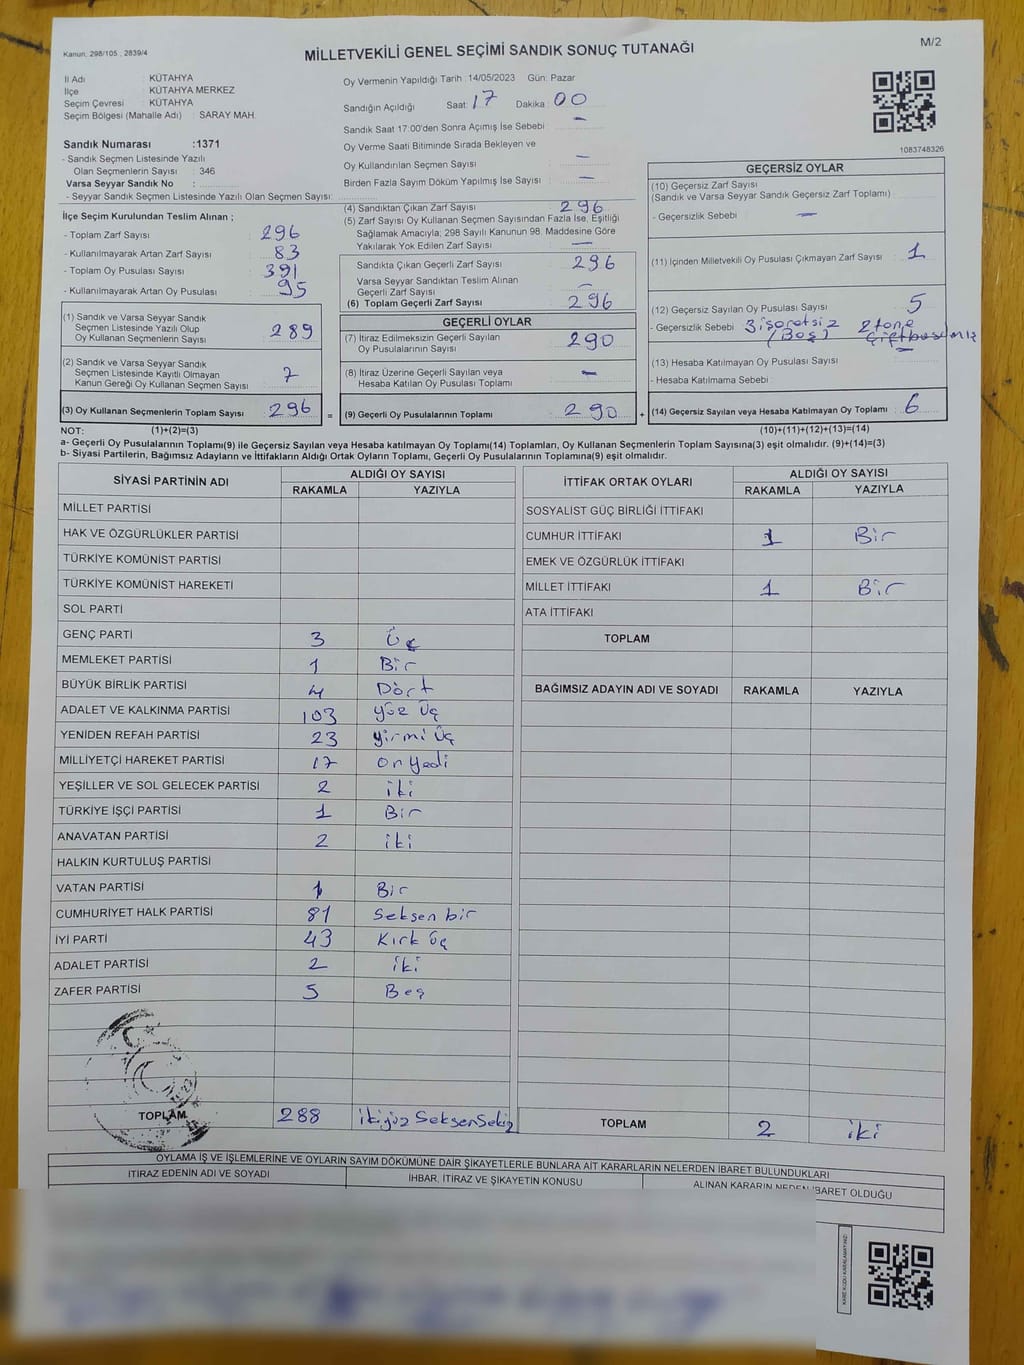 Kanun, 298/105, 2839/4
MİLLETVEKİLİ GENEL SEÇİMİ SANDIK SONUÇ TUTANAĞI
M/2
İl Adı : KÜTAHYA
İlçe : KÜTAHYA MERKEZ
Seçim Çevresi : KÜTAHYA
Seçim Bölgesi (Mahalle Adı) : SARAY MAH.
Sandık Numarası :1371
- Sandık Seçmen Listesinde Yazılı
Olan Seçmenlerin Sayısı : 346
Varsa Seyyar Sandık No :
- Seyyar Sandık Seçmen Listesinde Yazılı Olan Seçmen Sayısı:
Oy Vermenin Yapıldığı Tarih :14/05/2023 Gün: Pazar
Sandığın Açıldığı Saat: 17 Dakika: 00
Sandık Saat 17:00'den Sonra Açımış İse Sebebi : —
Oy Verme Saati Bitiminde Sırada Bekleyen ve
Oy Kullandırılan Seçmen Sayısı : —
Birden Fazla Sayım Döküm Yapılmış İse Sayısı : —
1083748326
İlçe Seçim Kurulundan Teslim Alınan ;
- Toplam Zarf Sayısı : 296
- Kullanılmayarak Artan Zarf Sayısı : 83
- Toplam Oy Pusulası Sayısı : 391
- Kullanılmayarak Artan Oy Pusulası : 95
(1) Sandık ve Varsa Seyyar Sandık
Seçmen Listesinde Yazılı Olup
Oy Kullanan Seçmenlerin Sayısı : 289
(2) Sandık ve Varsa Seyyar Sandık
Seçmen Listesinde Kayıtlı Olmayan
Kanun Gereği Oy Kullanan Seçmen Sayısı : 7
(3) Oy Kullanan Seçmenlerin Toplam Sayısı : 296 =
(4) Sandıktan Çıkan Zarf Sayısı : 296
(5) Zarf Sayısı Oy Kullanan Seçmen Sayısından Fazla İse, Eşitliği
Sağlamak Amacıyla; 298 Sayılı Kanunun 98. Maddesine Göre
Yakılarak Yok Edilen Zarf Sayısı : —
Sandıkta Çıkan Geçerli Zarf Sayısı : 296
Varsa Seyyar Sandıktan Teslim Alınan
Geçerli Zarf Sayısı : —
(6) Toplam Geçerli Zarf Sayısı : 296
GEÇERLİ OYLAR
(7) İtiraz Edilmeksizin Geçerli Sayılan
Oy Pusulalarının Sayısı : 290
(8) İtiraz Üzerine Geçerli Sayılan veya
Hesaba Katılan Oy Pusulası Toplamı : —
(9) Geçerli Oy Pusulalarının Toplamı : 290 +
GEÇERSİZ OYLAR
(10) Geçersiz Zarf Sayısı
(Sandık ve Varsa Seyyar Sandık Geçersiz Zarf Toplamı)
- Geçersizlik Sebebi : —
(11) İçinden Milletvekili Oy Pusulası Çıkmayan Zarf Sayısı : 1
(12) Geçersiz Sayılan Oy Pusulası Sayısı : 5
- Geçersizlik Sebebi : 3 işaretsiz 2 tane
(Boş) Çift basılmış
(13) Hesaba Katılmayan Oy Pusulası Sayısı : —
- Hesaba Katılmama Sebebi :
(14) Geçersiz Sayılan veya Hesaba Katılmayan Oy Toplamı : 6
NOT: (1)+(2)=(3) (10)+(11)+(12)+(13)=(14)
a- Geçerli Oy Pusulalarının Toplamı(9) ile Geçersiz Sayılan veya Hesaba katılmayan Oy Toplamı(14) Toplamları, Oy Kullanan Seçmenlerin Toplam Sayısına(3) eşit olmalıdır. (9)+(14)=(3)
b- Siyasi Partilerin, Bağımsız Adayların ve İttifakların Aldığı Ortak Oyların Toplamı, Geçerli Oy Pusulalarının Toplamına(9) eşit olmalıdır.
SİYASİ PARTİNİN ADI ALDIĞI OY SAYISI
RAKAMLA YAZIYLA
MİLLET PARTİSİ
HAK VE ÖZGÜRLÜKLER PARTİSİ
TÜRKİYE KOMÜNİST PARTİSİ
TÜRKİYE KOMÜNİST HAREKETİ
SOL PARTİ
GENÇ PARTİ 3 Üç
MEMLEKET PARTİSİ 1 Bir
BÜYÜK BİRLİK PARTİSİ 4 Dört
ADALET VE KALKINMA PARTİSİ 103 yüz üç
YENİDEN REFAH PARTİSİ 23 yirmi Üç
MİLLİYETÇİ HAREKET PARTİSİ 17 on yedi
YEŞİLLER VE SOL GELECEK PARTİSİ 2 iki
TÜRKİYE İŞÇİ PARTİSİ 1 Bir
ANAVATAN PARTİSİ 2 iki
HALKIN KURTULUŞ PARTİSİ
VATAN PARTİSİ 1 Bir
CUMHURİYET HALK PARTİSİ 81 Seksen bir
İYİ PARTİ 43 Kırk üç
ADALET PARTİSİ 2 iki
ZAFER PARTİSİ 5 Beş
TOPLAM 288 ikiyüz SeksenSekiz
İTTİFAK ORTAK OYLARI ALDIĞI OY SAYISI
RAKAMLA YAZIYLA
SOSYALİST GÜÇ BİRLİĞİ İTTİFAKI
CUMHUR İTTİFAKI 1 Bir
EMEK VE ÖZGÜRLÜK İTTİFAKI
MİLLET İTTİFAKI 1 Bir
ATA İTTİFAKI
TOPLAM
BAĞIMSIZ ADAYIN ADI VE SOYADI RAKAMLA YAZIYLA
TOPLAM 2 iki
OYLAMA İŞ VE İŞLEMLERİNE VE OYLARIN SAYIM DÖKÜMÜNE DAİR ŞİKAYETLERLE BUNLARA AİT KARARLARIN NELERDEN İBARET BULUNDUKLARI
İTİRAZ EDENİN ADI VE SOYADI İHBAR, İTİRAZ VE ŞİKAYETİN KONUSU ALINAN KARARIN NEDEN İBARET OLDUĞU